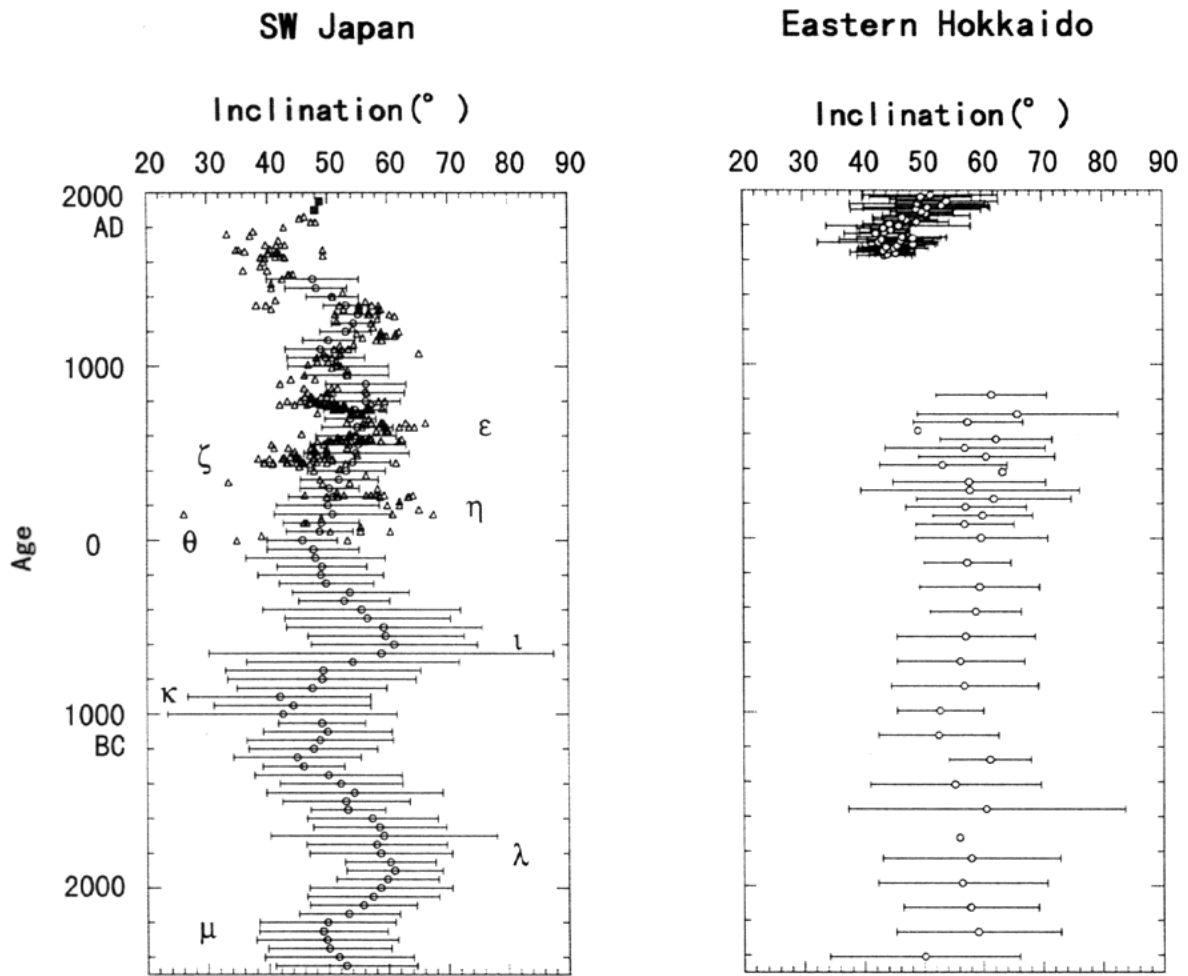 SW Japan
Eastern Hokkaido
Inclination(°)
Inclination(°)
20 30 40 50 60 70 80 90
20 30 40 50 60 70 80 90
2000
AD
1000
ε
ζ
η
θ
0
Age
ι
κ
1000
BC
λ
2000
μ